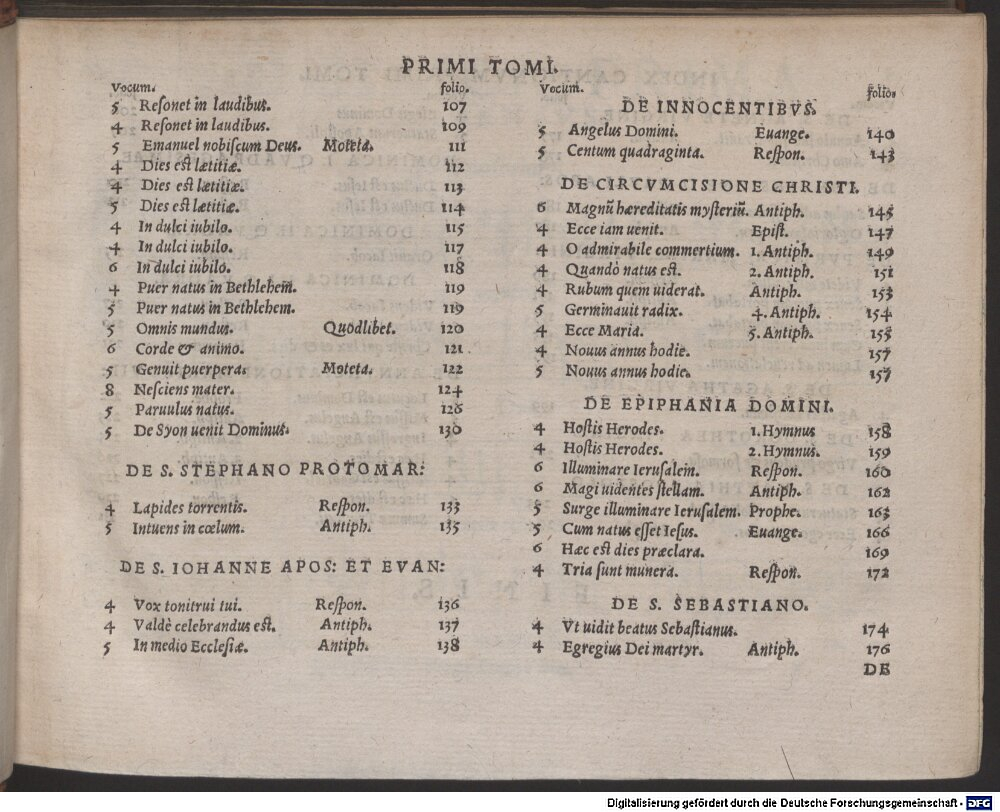 PRIMI TOMI.
Vocum. folio.
5 Reſonet in laudibus. 107
4 Reſonet in laudibus. 109
5 Emanuel nobiſcum Deus. Moteta. 111
4 Dies eſt lætitiæ. 112
4 Dies eſt lætitiæ. 113
5 Dies eſt lætitiæ. 114
4 In dulci iubilo. 115
4 In dulci iubilo. 117
6 In dulci iubilo. 118
4 Puer natus in Bethlehem. 119
5 Puer natus in Bethlehem. 119
5 Omnis mundus. Quodlibet. 120
6 Corde & animo. 121
5 Genuit puerpera. Moteta. 122
8 Neſciens mater. 124
5 Paruulus natus. 126
5 De Syon uenit Dominus. 130
DE S. STEPHANO PROTOMAR:
4 Lapides torrentis. Reſpon. 133
5 Intuens in cœlum. Antiph. 135
DE S. IOHANNE APOS: ET EVAN:
4 Vox tonitrui tui. Reſpon. 136
4 Valdè celebrandus eſt. Antiph. 137
5 In medio Eccleſiæ. Antiph. 138
Vocum. folio.
DE INNOCENTIBVS.
5 Angelus Domini. Euange. 140
5 Centum quadraginta. Reſpon. 143
DE CIRCVMCISIONE CHRISTI.
6 Magnũ hæreditatis myſteriũ. Antiph. 145
4 Ecce iam uenit. Epiſt. 147
4 O admirabile commertium. 1. Antiph. 149
4 Quando natus eſt. 2. Antiph. 151
4 Rubum quem uiderat. Antiph. 153
5 Germinauit radix. 4. Antiph. 154
4 Ecce Maria. 5. Antiph. 155
4 Nouus annus hodie. 157
5 Nouus annus hodie. 157
DE EPIPHANIA DOMINI.
4 Hoſtis Herodes. 1. Hymnus 158
4 Hoſtis Herodes. 2. Hymnus. 159
6 Illuminare Ieruſalem. Reſpon. 160
6 Magi uidentes ſtellam. Antiph. 162
5 Surge illuminare Ieruſalem. Prophe. 163
5 Cum natus eſſet Ieſus. Euange. 166
6 Hæc eſt dies præclara. 169
4 Tria ſunt munera. Reſpon. 172
DE S. SEBASTIANO.
4 Vt uidit beatus Sebaſtianus. 174
4 Egregius Dei martyr. Antiph. 176
DE
Digitalisierung gefördert durch die Deutsche Forschungsgemeinschaft - DFG